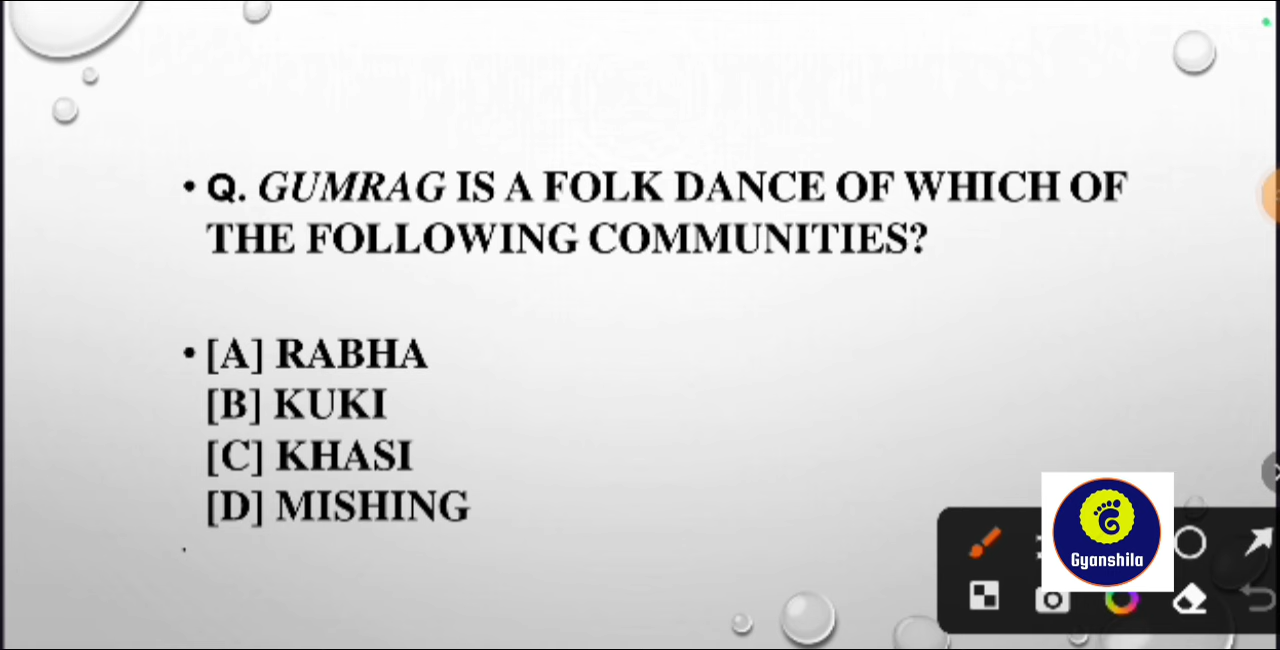 • Q. GUMRAG IS A FOLK DANCE OF WHICH OF
THE FOLLOWING COMMUNITIES?
• [A] RABHA
[B] KUKI
[C] KHASI
[D] MISHING
.
Gyanshila